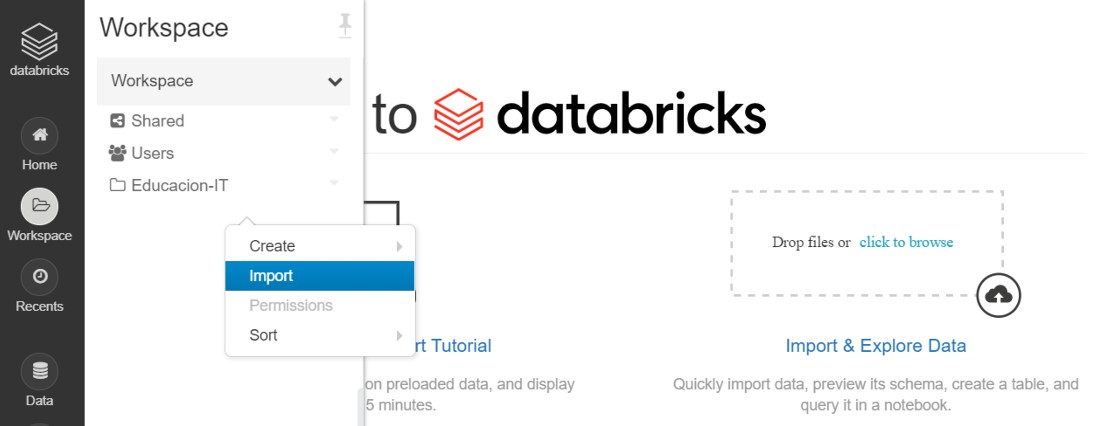 databricks
Home
Workspace
Recents
Data
Workspace
Workspace
Shared
Users
Educacion-IT
Create
Import
Permissions
Sort
to databricks
Tutorial
on preloaded data, and display
5 minutes.
Drop files or click to browse
Import & Explore Data
Quickly import data, preview its schema, create a table, and
query it in a notebook.